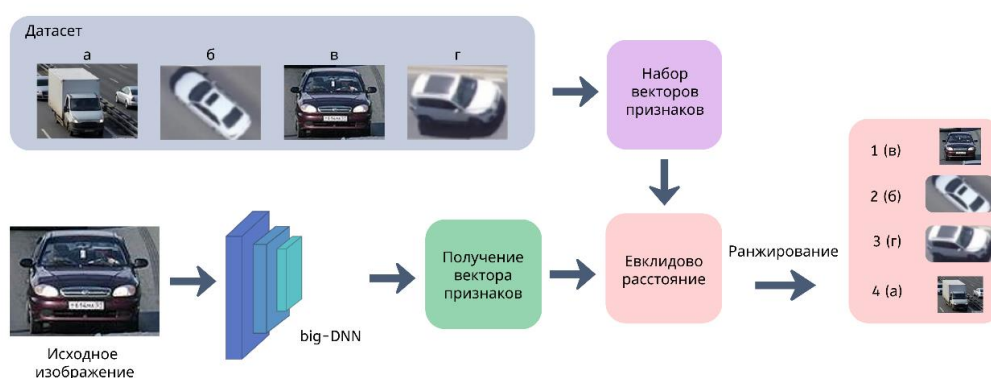 Датасет
а
б
в
г
Набор
векторов
признаков
1 (в)
2 (б)
3 (г)
4 (а)
Получение
вектора
признаков
Евклидово
расстояние
Ранжирование
big-DNN
Исходное
изображение